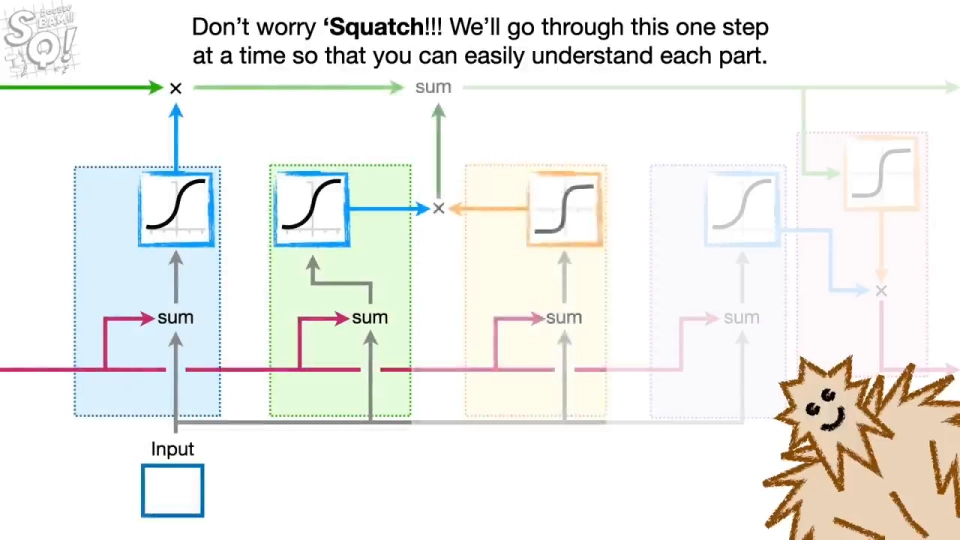 Don’t worry ‘Squatch!!! We’ll go through this one step
at a time so that you can easily understand each part.
× sum
×
×
sum sum sum sum
Input